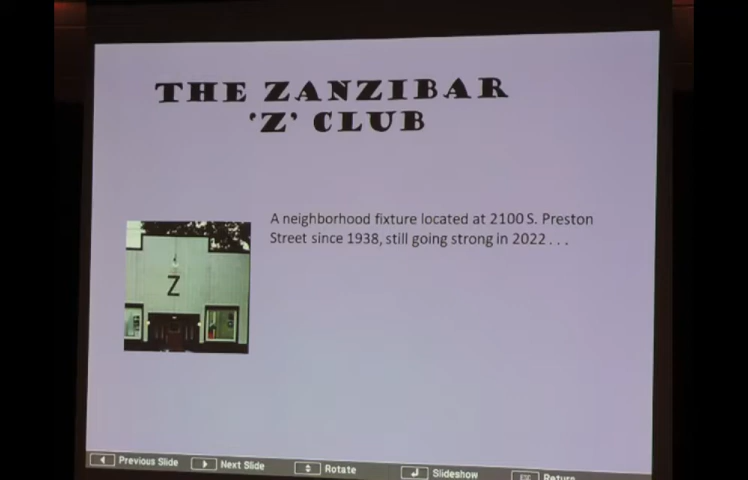 THE ZANZIBAR
'Z' CLUB
A neighborhood fixture located at 2100 S. Preston
Street since 1938, still going strong in 2022 . . .
Z
Previous Slide Next Slide Rotate Slideshow Return